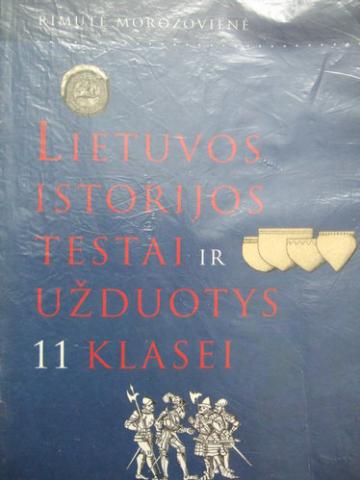 RIMUTĖ MOROZOVIENĖ
LIETUVOS
ISTORIJOS
TESTAI IR
UŽDUOTYS
11 KLASEI